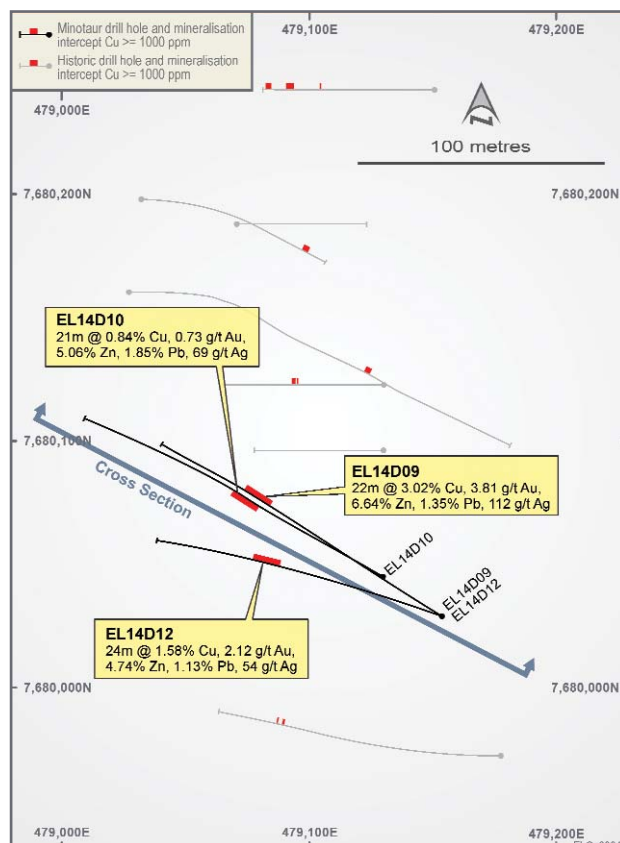 Minotaur drill hole and mineralisation
intercept Cu >= 1000 ppm
Historic drill hole and mineralisation
intercept Cu >= 1000 ppm
479,100E
479,200E
479,000E
N
100 metres
7,680,200N
7,680,200N
EL14D10
21m @ 0.84% Cu, 0.73 g/t Au,
5.06% Zn, 1.85% Pb, 69 g/t Ag
7,680,100N
7,680,100N
Cross Section
EL14D09
22m @ 3.02% Cu, 3.81 g/t Au,
6.64% Zn, 1.35% Pb, 112 g/t Ag
EL14D10
EL14D09
EL14D12
EL14D12
24m @ 1.58% Cu, 2.12 g/t Au,
4.74% Zn, 1.13% Pb, 54 g/t Ag
7,680,000N
7,680,000N
479,000E
479,100E
479,200E